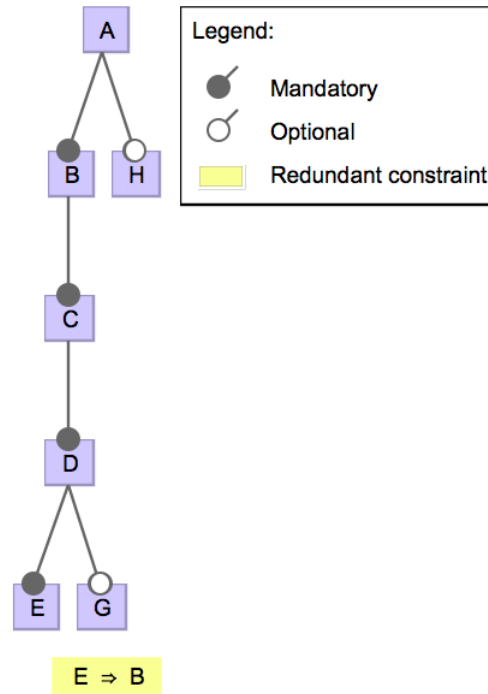 A
Legend:
Mandatory
Optional
Redundant constraint
B
H
C
D
E
G
E ⇒ B